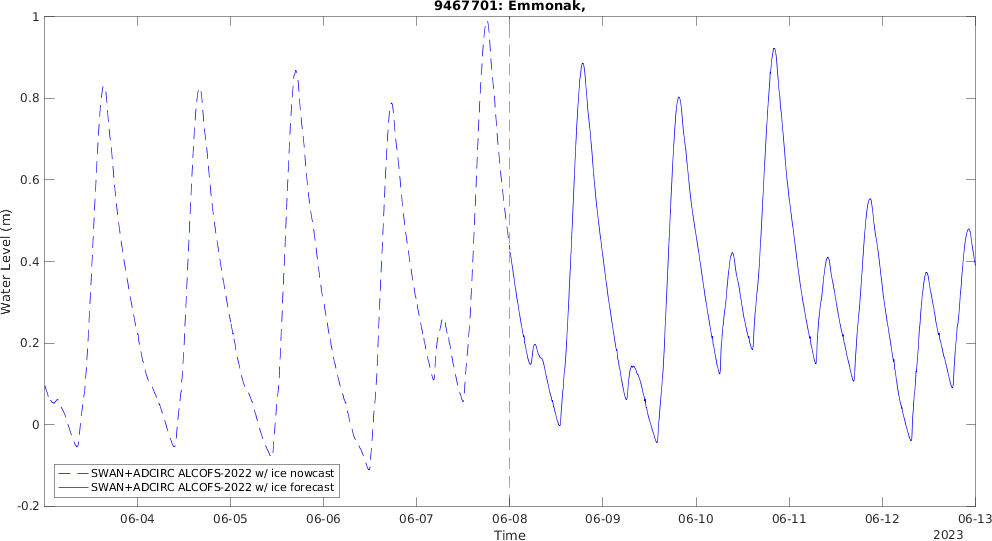 9467701: Emmonak,
Water Level (m)
1
0.8
0.6
0.4
0.2
0
-0.2
SWAN+ADCIRC ALCOFS-2022 w/ ice nowcast
SWAN+ADCIRC ALCOFS-2022 w/ ice forecast
06-04 06-05 06-06 06-07 06-08 06-09 06-10 06-11 06-12 06-13
Time
2023